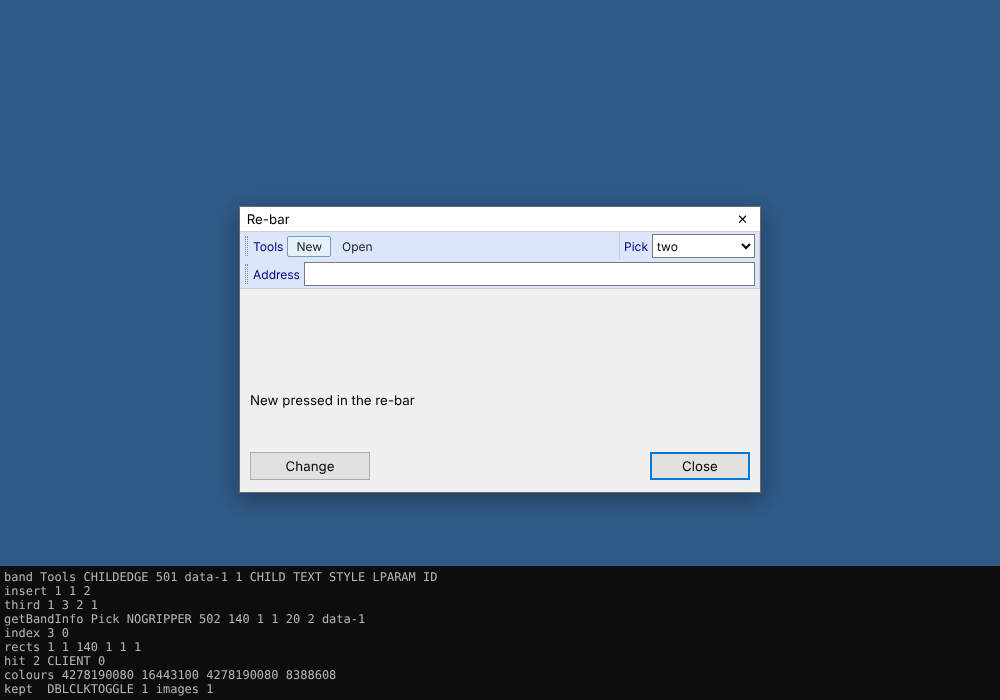 Re-bar ✕
Tools New Open Pick two
Address
New pressed in the re-bar
Change Close
band Tools CHILDEDGE 501 data-1 1 CHILD TEXT STYLE LPARAM ID
insert 1 1 2
third 1 3 2 1
getBandInfo Pick NOGRIPPER 502 140 1 1 20 2 data-1
index 3 0
rects 1 1 140 1 1 1
hit 2 CLIENT 0
colours 4278190080 16443100 4278190080 8388608
kept  DBLCLKTOGGLE 1 images 1